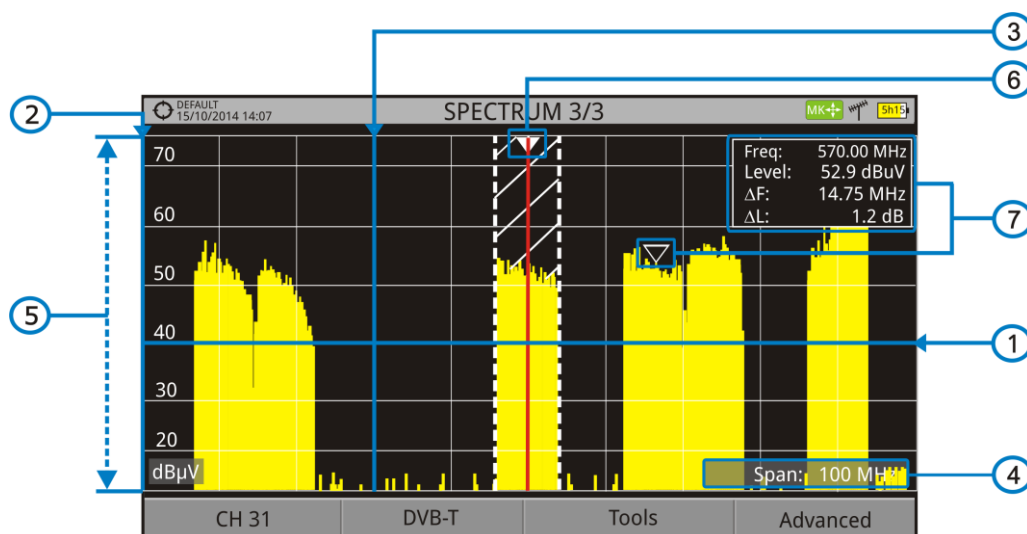 3
6
2
DEFAULT
15/10/2014 14:07
SPECTRUM 3/3
MK
5h15
70
Freq: 570.00 MHz
Level: 52.9 dBuV
ΔF: 14.75 MHz
ΔL: 1.2 dB
60
7
50
5
40
1
30
20
dBµV
Span: 100 MHz
4
CH 31
DVB-T
Tools
Advanced